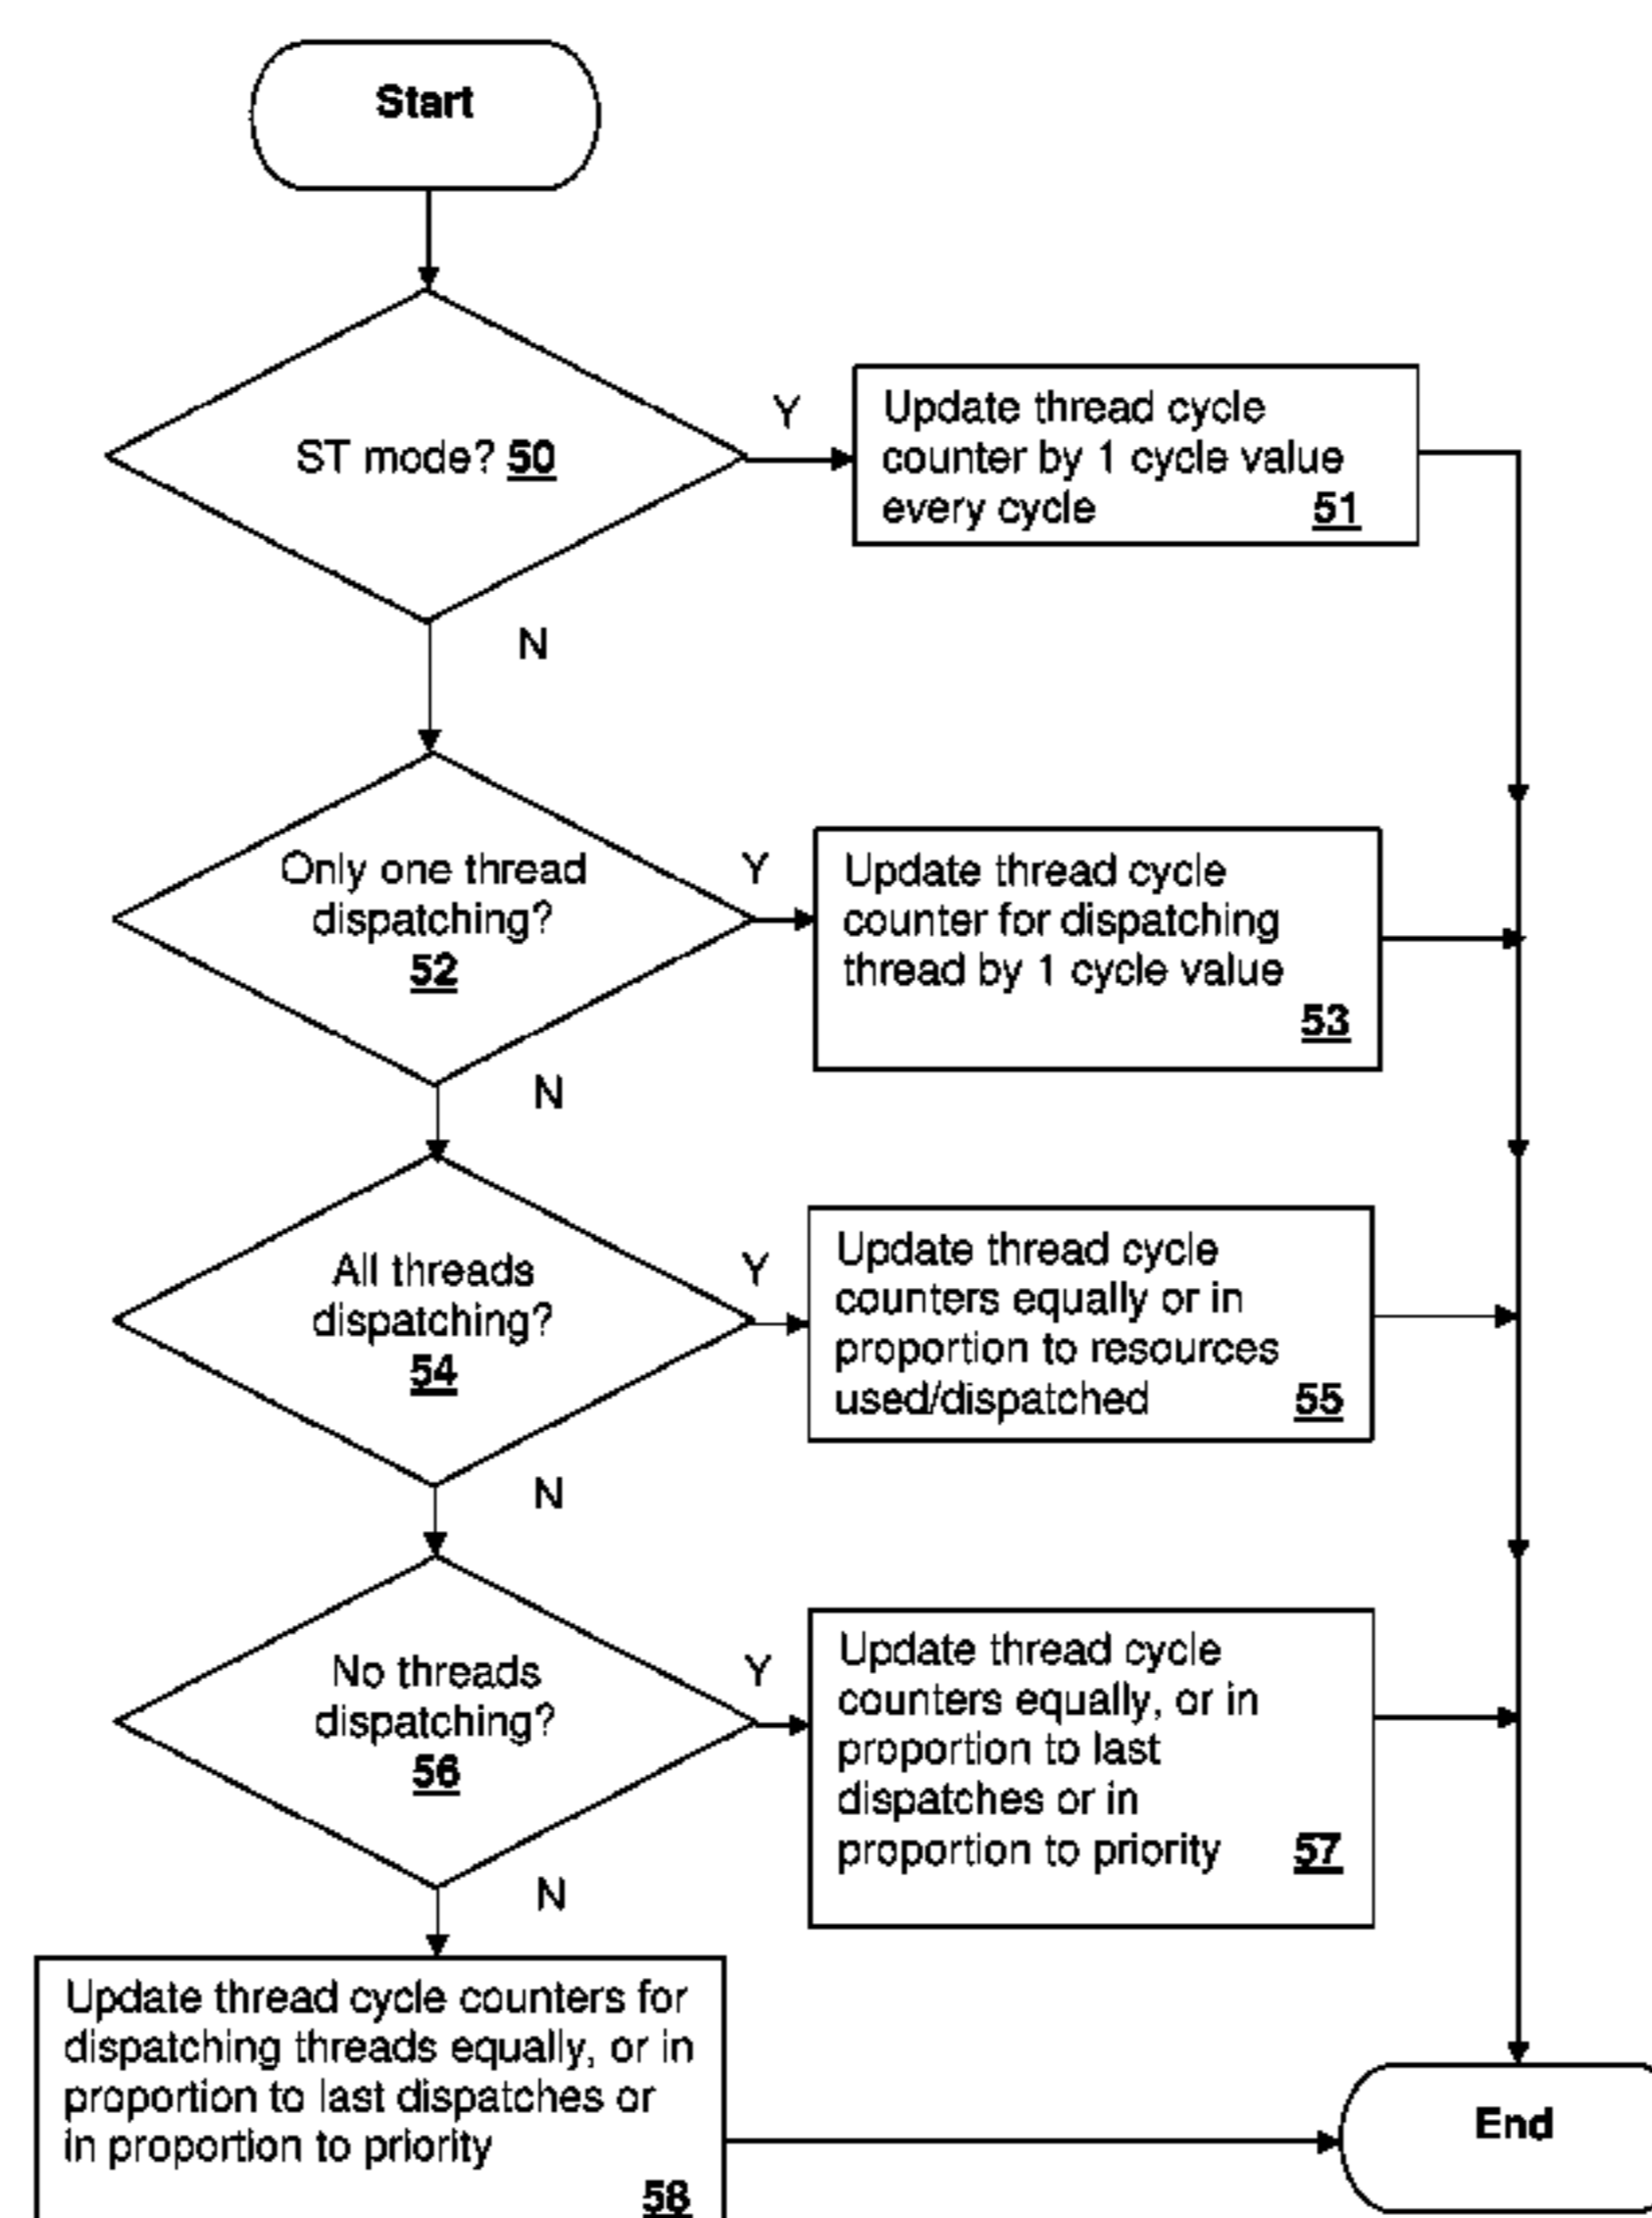 Start
ST mode? 50
Y
Update thread cycle
counter by 1 cycle value
every cycle 51
N
Only one thread
dispatching?
52
Y
Update thread cycle
counter for dispatching
thread by 1 cycle value
53
N
All threads
dispatching?
54
Y
Update thread cycle
counters equally or in
proportion to resources
used/dispatched 55
N
No threads
dispatching?
56
Y
Update thread cycle
counters equally, or in
proportion to last
dispatches or in
proportion to priority 57
N
Update thread cycle counters for
dispatching threads equally, or in
proportion to last dispatches or
in proportion to priority
58
End